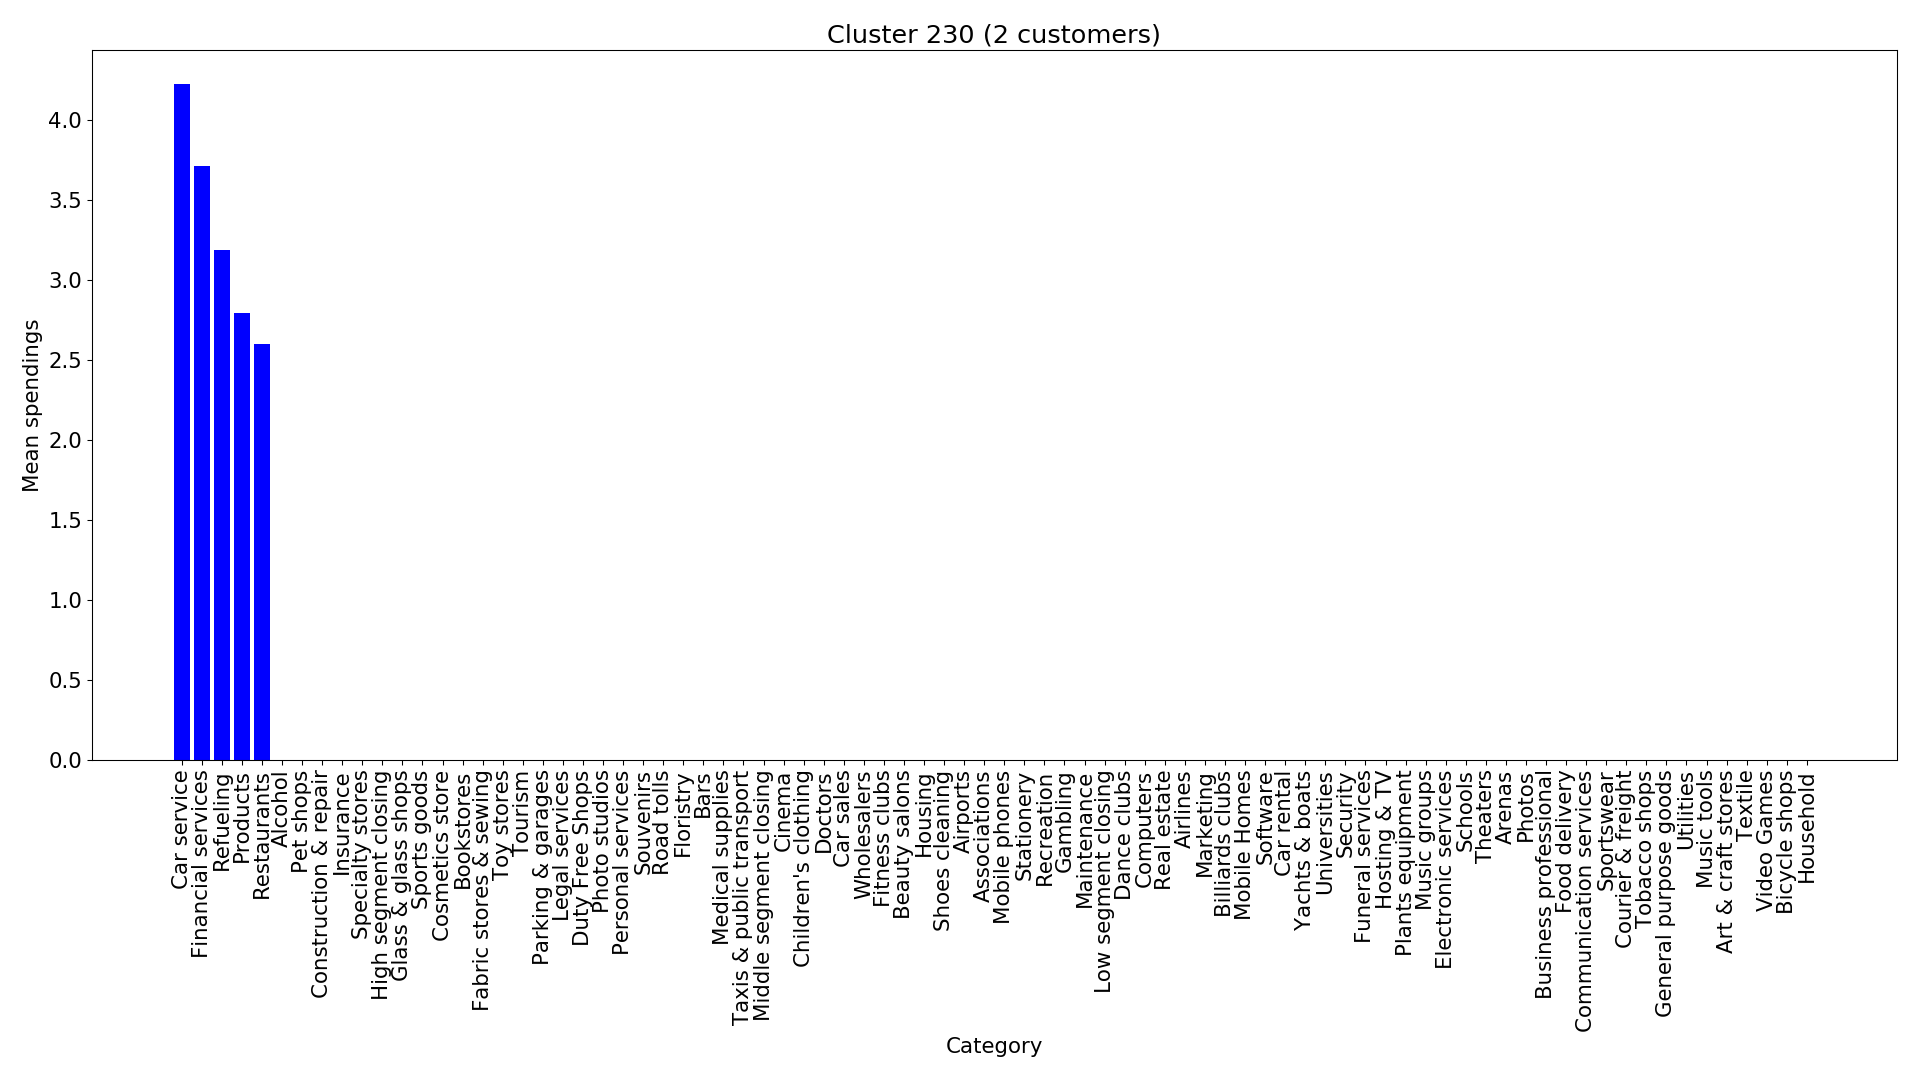 Cluster 230 (2 customers)
Mean spendings
4.0
3.5
3.0
2.5
2.0
1.5
1.0
0.5
0.0
Car service
Financial services
Refueling
Products
Restaurants
Alcohol
Pet shops
Construction & repair
Insurance
Specialty stores
High segment closing
Glass & glass shops
Sports goods
Cosmetics store
Bookstores
Fabric stores & sewing
Toy stores
Tourism
Parking & garages
Legal services
Duty Free Shops
Photo studios
Personal services
Souvenirs
Road tolls
Floristry
Bars
Medical supplies
Taxis & public transport
Middle segment closing
Cinema
Children's clothing
Doctors
Car sales
Wholesalers
Fitness clubs
Beauty salons
Housing
Shoes cleaning
Airports
Associations
Mobile phones
Stationery
Recreation
Gambling
Maintenance
Low segment closing
Dance clubs
Computers
Real estate
Airlines
Marketing
Billiards clubs
Mobile Homes
Software
Car rental
Yachts & boats
Universities
Security
Funeral services
Hosting & TV
Plants equipment
Music groups
Electronic services
Schools
Theaters
Arenas
Photos
Business professional
Food delivery
Communication services
Sportswear
Courier & freight
Tobacco shops
General purpose goods
Utilities
Music tools
Art & craft stores
Textile
Video Games
Bicycle shops
Household
Category